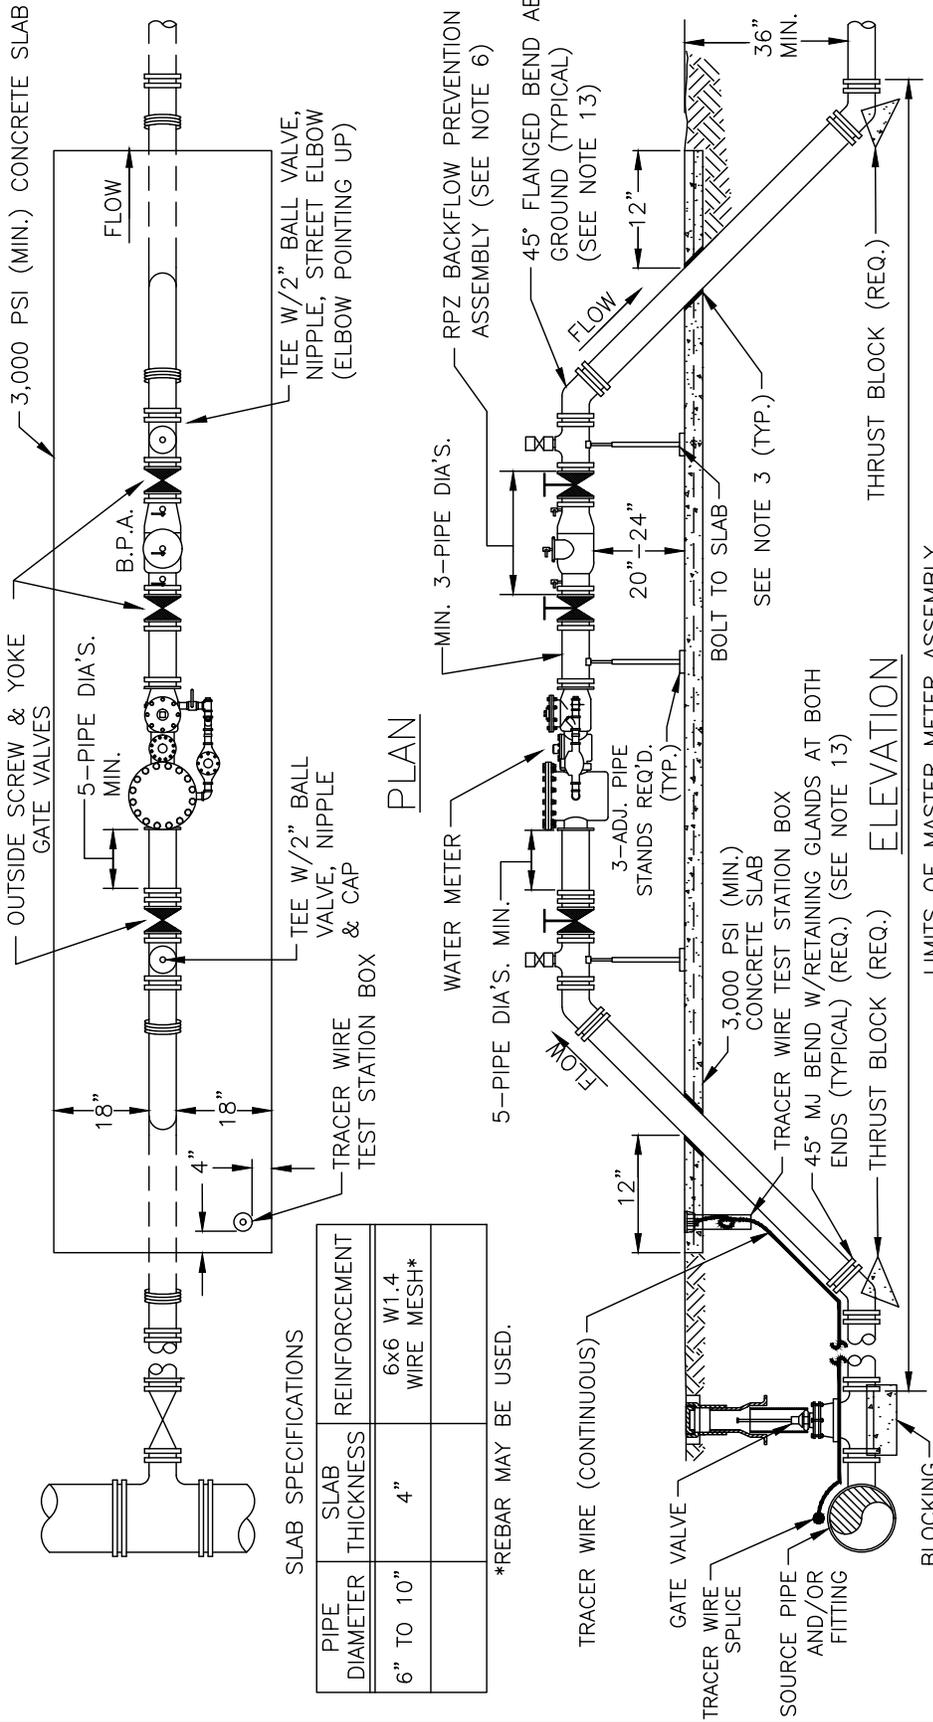 3,000 PSI (MIN.) CONCRETE SLAB
OUTSIDE SCREW & YOKE
GATE VALVES
5-PIPE DIA'S.
MIN.
B.P.A.
FLOW
18"
18"
4"
TRACER WIRE
TEST STATION BOX
TEE W/2" BALL
VALVE, NIPPLE
& CAP
TEE W/2" BALL VALVE,
NIPPLE, STREET ELBOW
(ELBOW POINTING UP)
PLAN
SLAB SPECIFICATIONS
PIPE
DIAMETER
SLAB
THICKNESS
REINFORCEMENT
6" TO 10"
4"
6x6 W1.4
WIRE MESH*
*REBAR MAY BE USED.
5-PIPE DIA'S. MIN.
WATER METER
MIN. 3-PIPE DIA'S.
RPZ BACKFLOW PREVENTION
ASSEMBLY (SEE NOTE 6)
45° FLANGED BEND
GROUND (TYPICAL)
(SEE NOTE 13)
FLOW
FLOW
12"
12"
36"
MIN.
20"-24"
3-ADJ. PIPE
STANDS REQ'D.
(TYP.)
BOLT TO SLAB
SEE NOTE 3 (TYP.)
THRUST BLOCK (REQ.)
TRACER WIRE (CONTINUOUS)
GATE VALVE
TRACER WIRE
SPLICE
SOURCE PIPE
AND/OR
FITTING
BLOCKING
3,000 PSI (MIN.)
CONCRETE SLAB
TRACER WIRE TEST STATION BOX
45° MJ BEND W/RETAINING GLANDS AT BOTH
ENDS (TYPICAL) (REQ.) (SEE NOTE 13)
THRUST BLOCK (REQ.)
ELEVATION
LIMITS OF MASTER METER ASSEMBLY